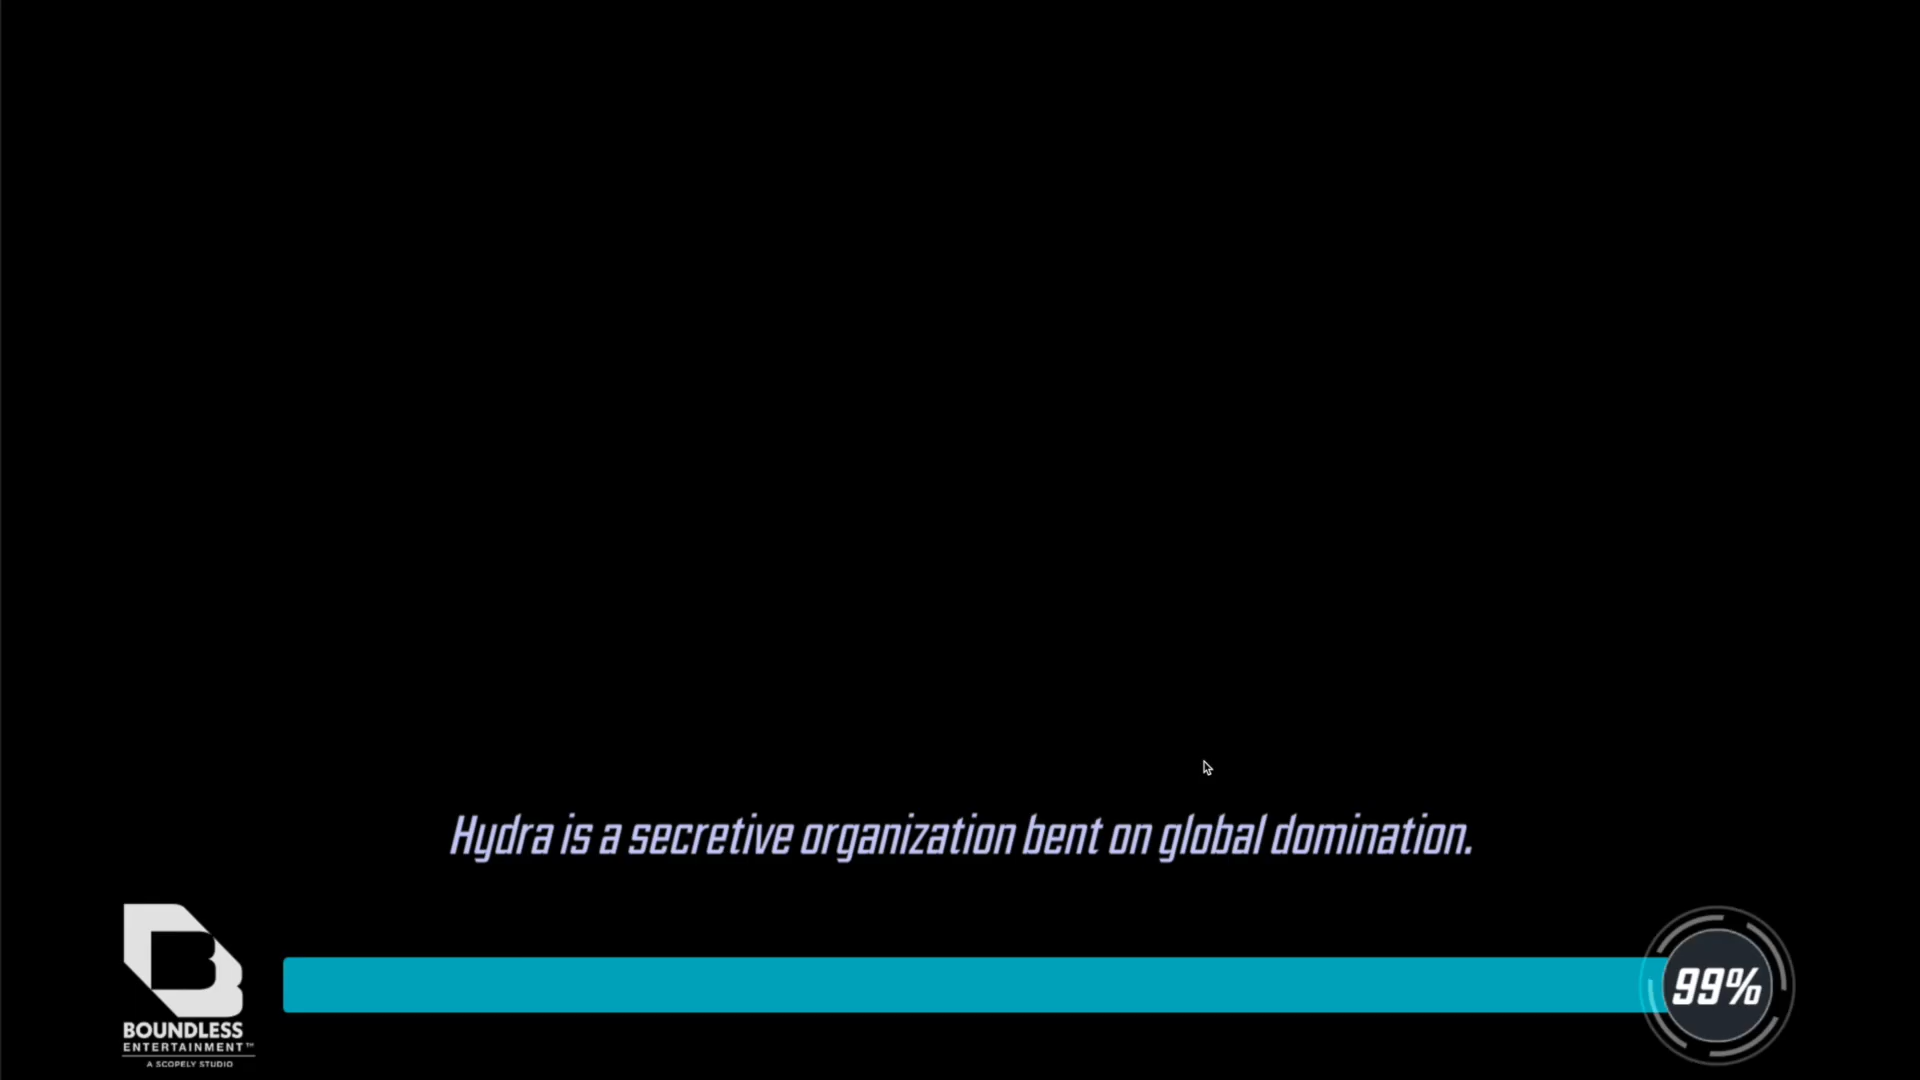 Hydra is a secretive organization bent on global domination.
99%
BOUNDLESS
ENTERTAINMENT™
A SCOPELY STUDIO